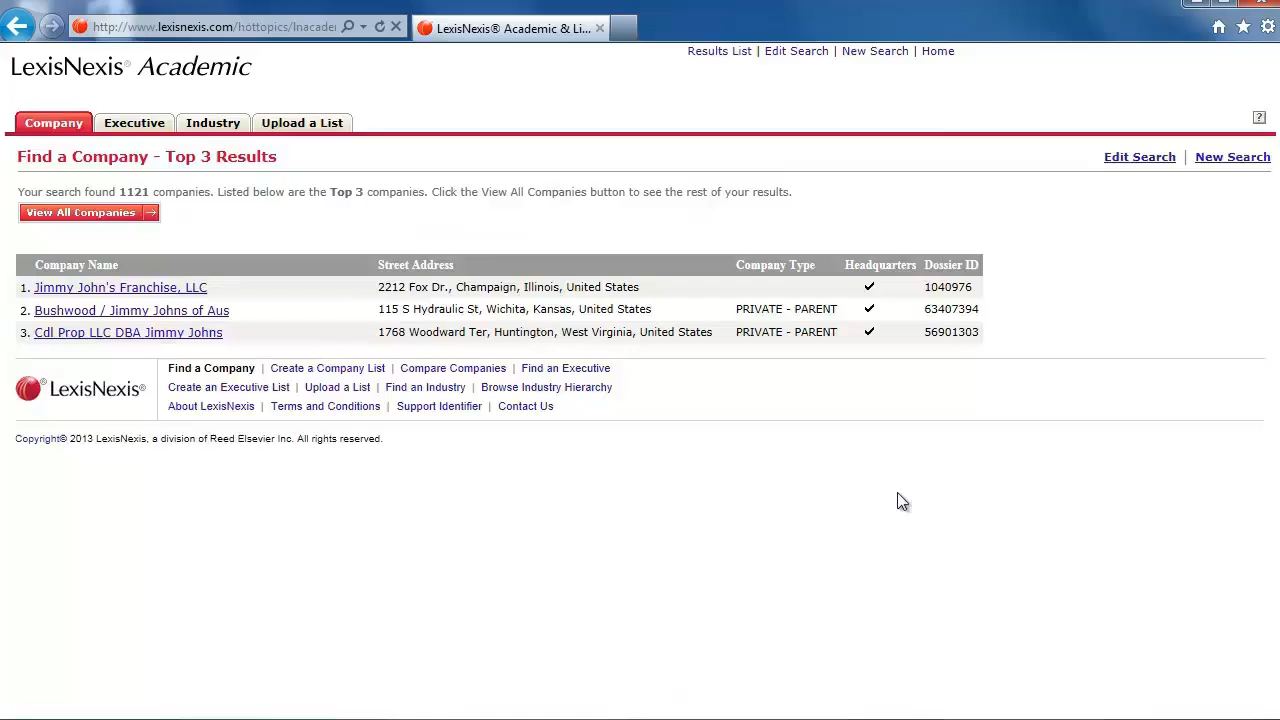 http://www.lexisnexis.com/hottopics/lnacader
LexisNexis® Academic & Li...
Results List | Edit Search | New Search | Home
LexisNexis® Academic
Company Executive Industry Upload a List
?
Find a Company - Top 3 Results
Edit Search | New Search
Your search found 1121 companies. Listed below are the Top 3 companies. Click the View All Companies button to see the rest of your results.
View All Companies
Company Name Street Address Company Type Headquarters Dossier ID
1. Jimmy John's Franchise, LLC 2212 Fox Dr., Champaign, Illinois, United States ✔ 1040976
2. Bushwood / Jimmy Johns of Aus 115 S Hydraulic St, Wichita, Kansas, United States PRIVATE - PARENT ✔ 63407394
3. Cdl Prop LLC DBA Jimmy Johns 1768 Woodward Ter, Huntington, West Virginia, United States PRIVATE - PARENT ✔ 56901303
LexisNexis®
Find a Company | Create a Company List | Compare Companies | Find an Executive
Create an Executive List | Upload a List | Find an Industry | Browse Industry Hierarchy
About LexisNexis | Terms and Conditions | Support Identifier | Contact Us
Copyright© 2013 LexisNexis, a division of Reed Elsevier Inc. All rights reserved.